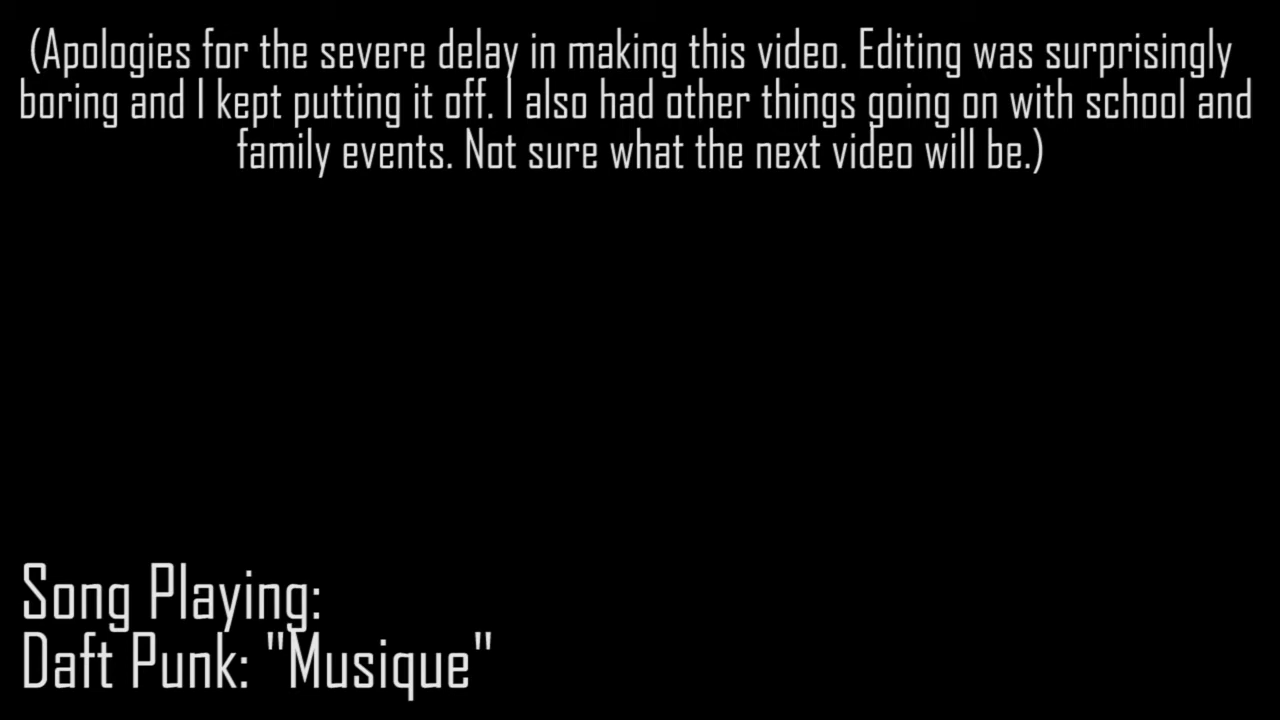 (Apologies for the severe delay in making this video. Editing was surprisingly
boring and I kept putting it off. I also had other things going on with school and
family events. Not sure what the next video will be.)
Song Playing:
Daft Punk: "Musique"